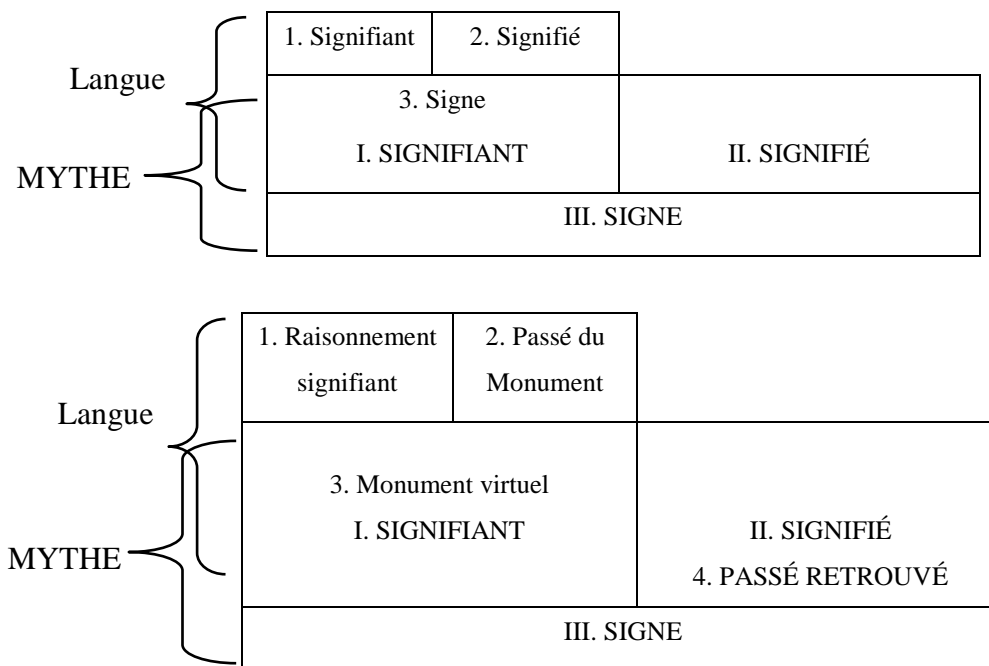 1. Signifiant
2. Signifié
Langue
3. Signe
I. SIGNIFIANT
II. SIGNIFIÉ
MYTHE
III. SIGNE
1. Raisonnement
signifiant
2. Passé du
Monument
Langue
3. Monument virtuel
I. SIGNIFIANT
II. SIGNIFIÉ
4. PASSÉ RETROUVÉ
MYTHE
III. SIGNE